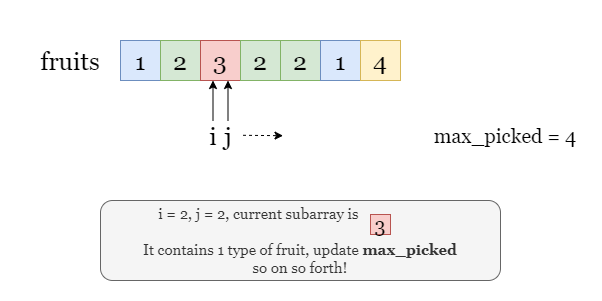 fruits 1 2 3 2 2 1 4
i j max_picked = 4
i = 2, j = 2, current subarray is 3
It contains 1 type of fruit, update max_picked
so on so forth!